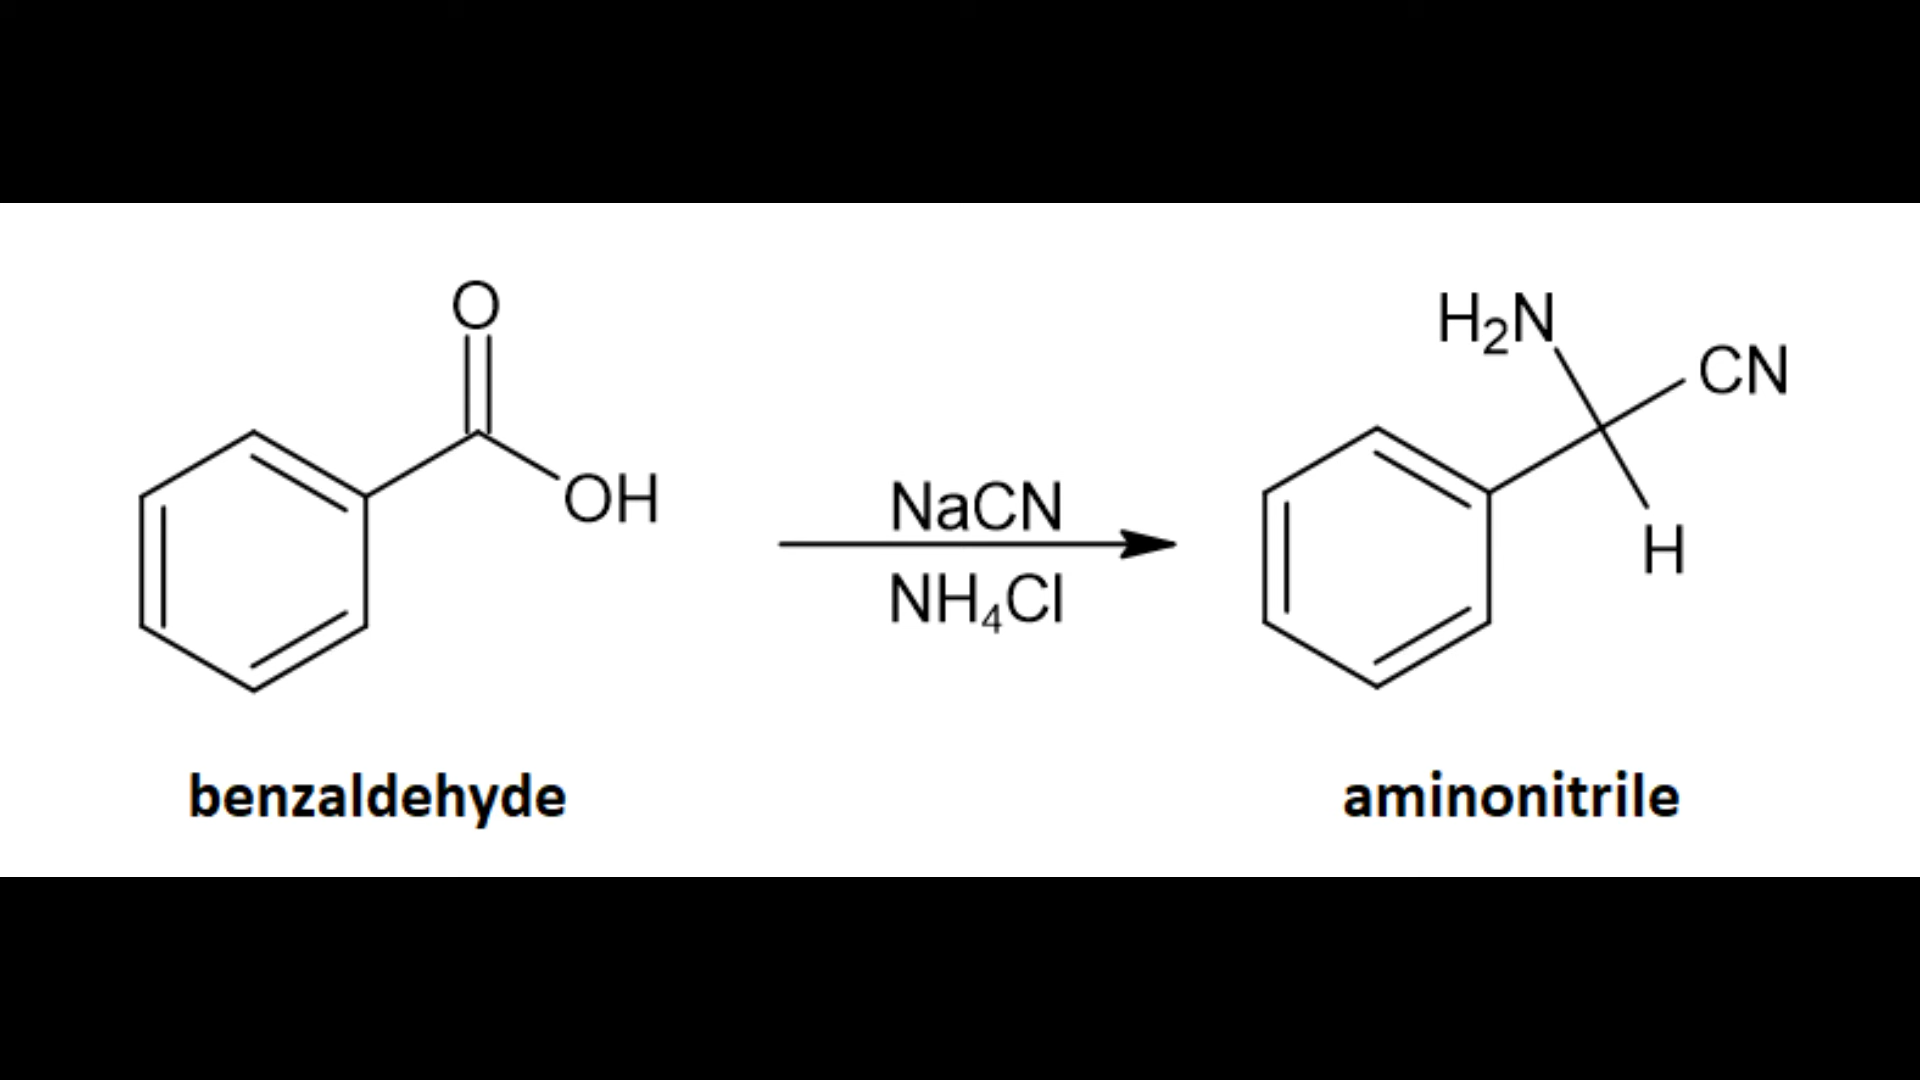 O
OH
NaCN
NH₄Cl
H₂N
CN
H
benzaldehyde
aminonitrile